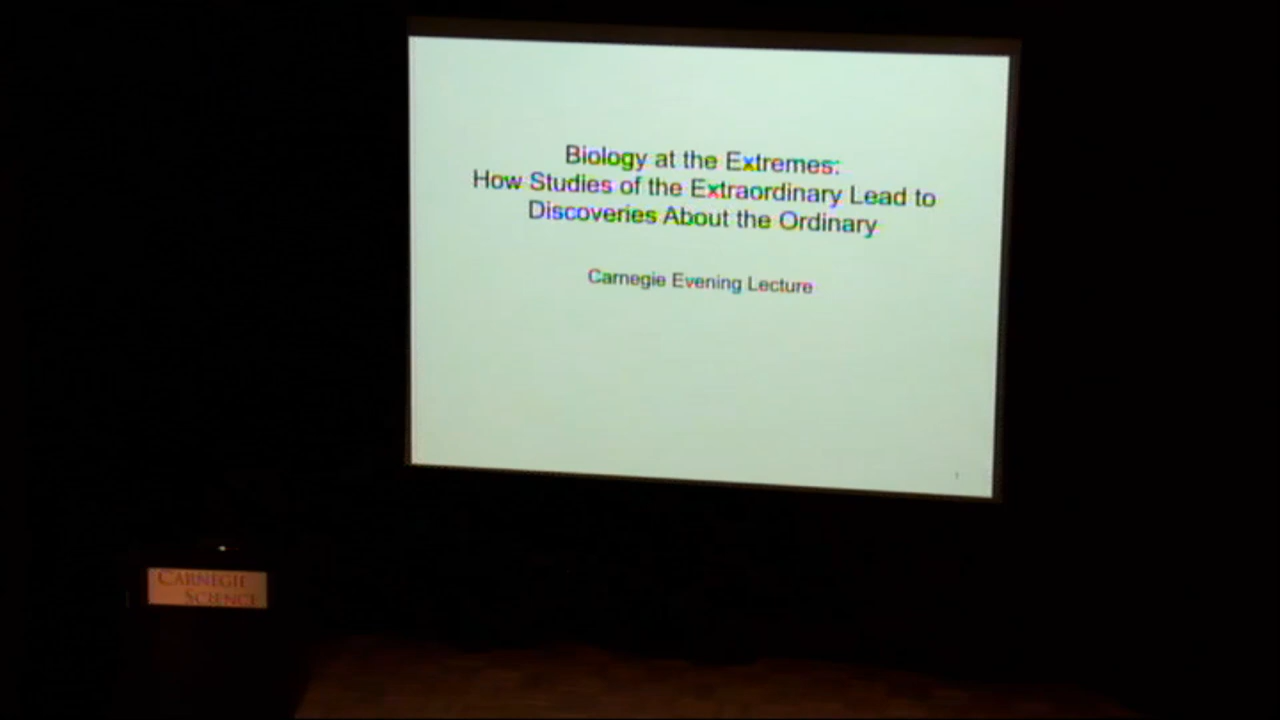 Biology at the Extremes:
How Studies of the Extraordinary Lead to
Discoveries About the Ordinary
Carnegie Evening Lecture
1
CARNEGIE
SCIENCE